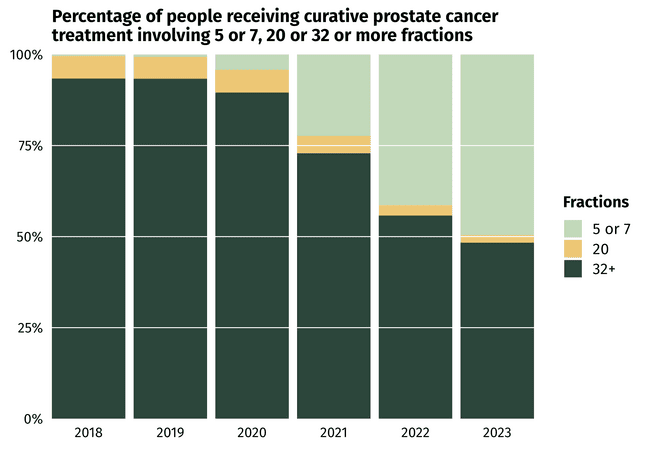 Percentage of people receiving curative prostate cancer
treatment involving 5 or 7, 20 or 32 or more fractions
100%
75%
50%
25%
0%
2018 2019 2020 2021 2022 2023
Fractions
5 or 7
20
32+